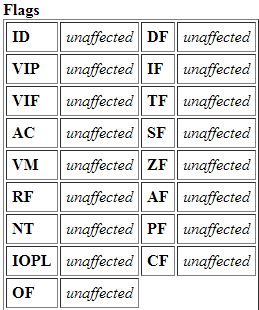 Flags
ID unaffected DF unaffected
VIP unaffected IF unaffected
VIF unaffected TF unaffected
AC unaffected SF unaffected
VM unaffected ZF unaffected
RF unaffected AF unaffected
NT unaffected PF unaffected
IOPL unaffected CF unaffected
OF unaffected